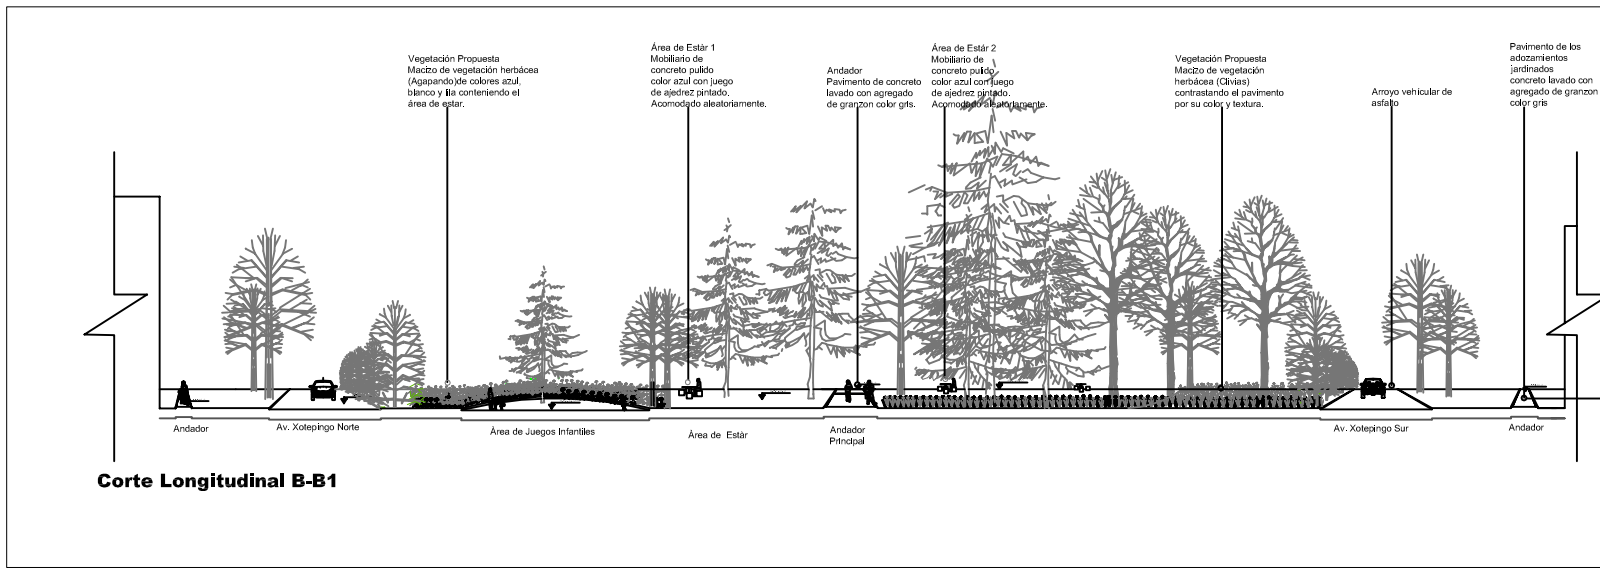 Vegetación Propuesta
Macizo de vegetación herbácea
(Agapando)de colores azul,
blanco y lila conteniendo el
área de estar.
Área de Estár 1
Mobiliario de
concreto pulido
color azul con juego
de ajedrez pintado.
Acomodado aleatoriamente.
Andador
Pavimento de concreto
lavado con agregado
de granzon color gris.
Área de Estár 2
Mobiliario de
concreto pulido
color azul con juego
de ajedrez pintado.
Acomodado aleatoriamente.
Vegetación Propuesta
Macizo de vegetación
herbácea (Clivias)
contrastando el pavimento
por su color y textura.
Arroyo vehicular de
asfalto
Pavimento de los
adozamientos
jardinados
concreto lavado con
agregado de granzon
color gris
Andador
Av. Xotepingo Norte
Área de Juegos Infantiles
Área de Estár
Andador
Principal
Av. Xotepingo Sur
Andador
Corte Longitudinal B-B1